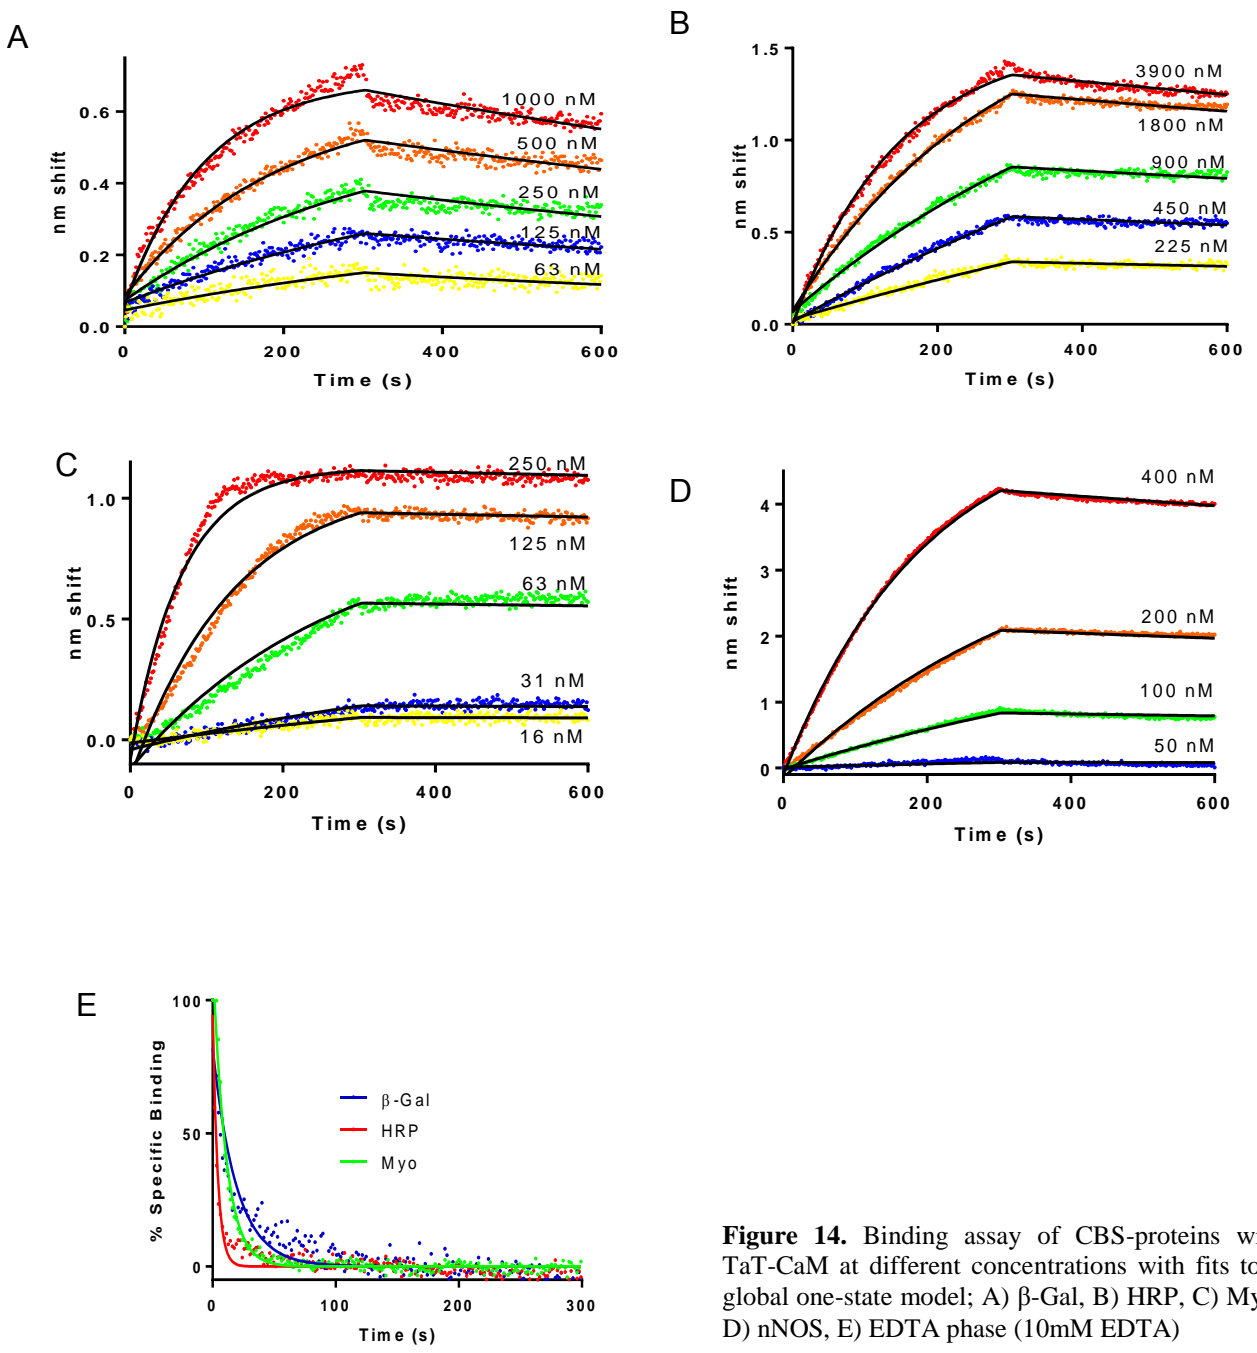 A
nm shift
0.6
0.4
0.2
0.0
1000 nM
500 nM
250 nM
125 nM
63 nM
0
200
400
600
Time (s)
B
nm shift
1.5
1.0
0.5
0.0
3900 nM
1800 nM
900 nM
450 nM
225 nM
0
200
400
600
Time (s)
C
nm shift
1.0
0.5
0.0
250 nM
125 nM
63 nM
31 nM
16 nM
0
200
400
600
Time (s)
D
nm shift
4
3
2
1
0
400 nM
200 nM
100 nM
50 nM
0
200
400
600
Time (s)
E
% Specific Binding
100
50
0
β-Gal
HRP
Myo
0
100
200
300
Time (s)
Figure 14. Binding assay of CBS-proteins wi
TaT-CaM at different concentrations with fits to
global one-state model; A) β-Gal, B) HRP, C) My
D) nNOS, E) EDTA phase (10mM EDTA)